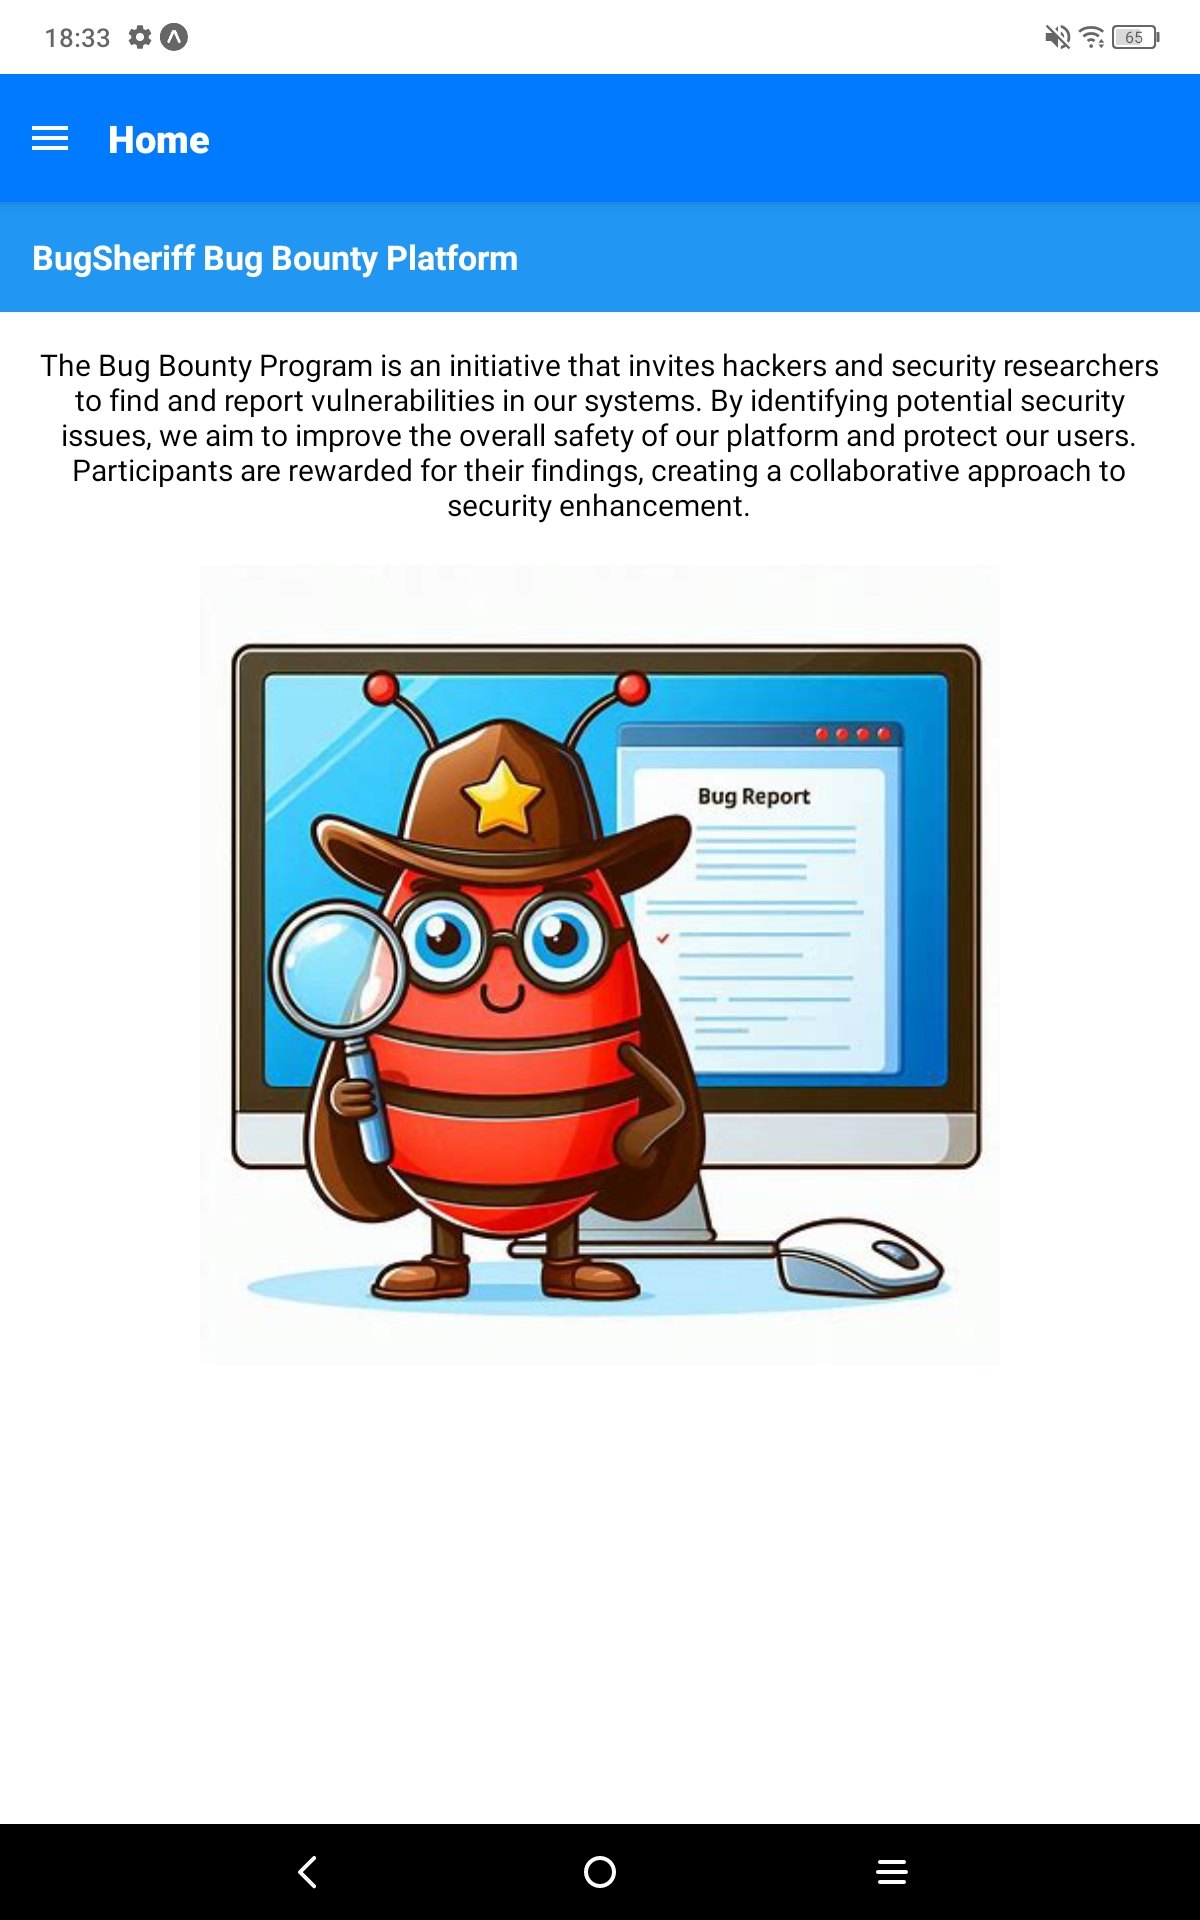 18:33
65
Home
BugSheriff Bug Bounty Platform
The Bug Bounty Program is an initiative that invites hackers and security researchers
to find and report vulnerabilities in our systems. By identifying potential security
issues, we aim to improve the overall safety of our platform and protect our users.
Participants are rewarded for their findings, creating a collaborative approach to
security enhancement.
Bug Report